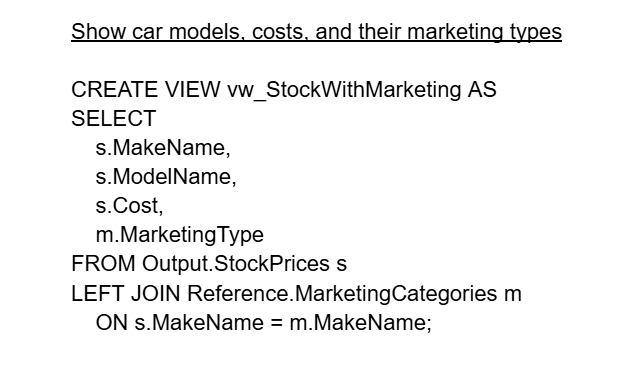 Show car models, costs, and their marketing types
CREATE VIEW vw_StockWithMarketing AS
SELECT
s.MakeName,
s.ModelName,
s.Cost,
m.MarketingType
FROM Output.StockPrices s
LEFT JOIN Reference.MarketingCategories m
ON s.MakeName = m.MakeName;